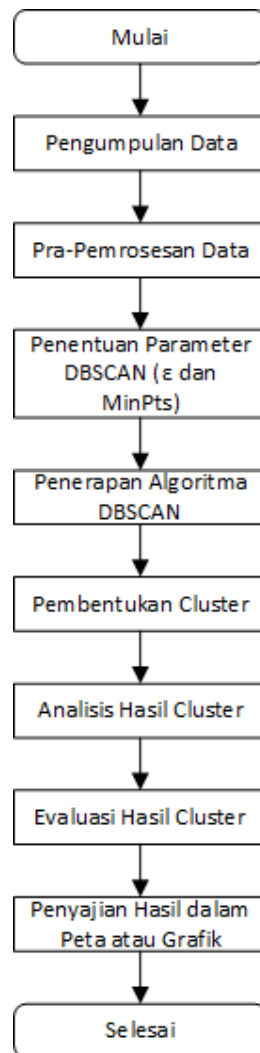 Mulai
Pengumpulan Data
Pra-Pemrosesan Data
Penentuan Parameter
DBSCAN (ε dan
MinPts)
Penerapan Algoritma
DBSCAN
Pembentukan Cluster
Analisis Hasil Cluster
Evaluasi Hasil Cluster
Penyajian Hasil dalam
Peta atau Grafik
Selesai